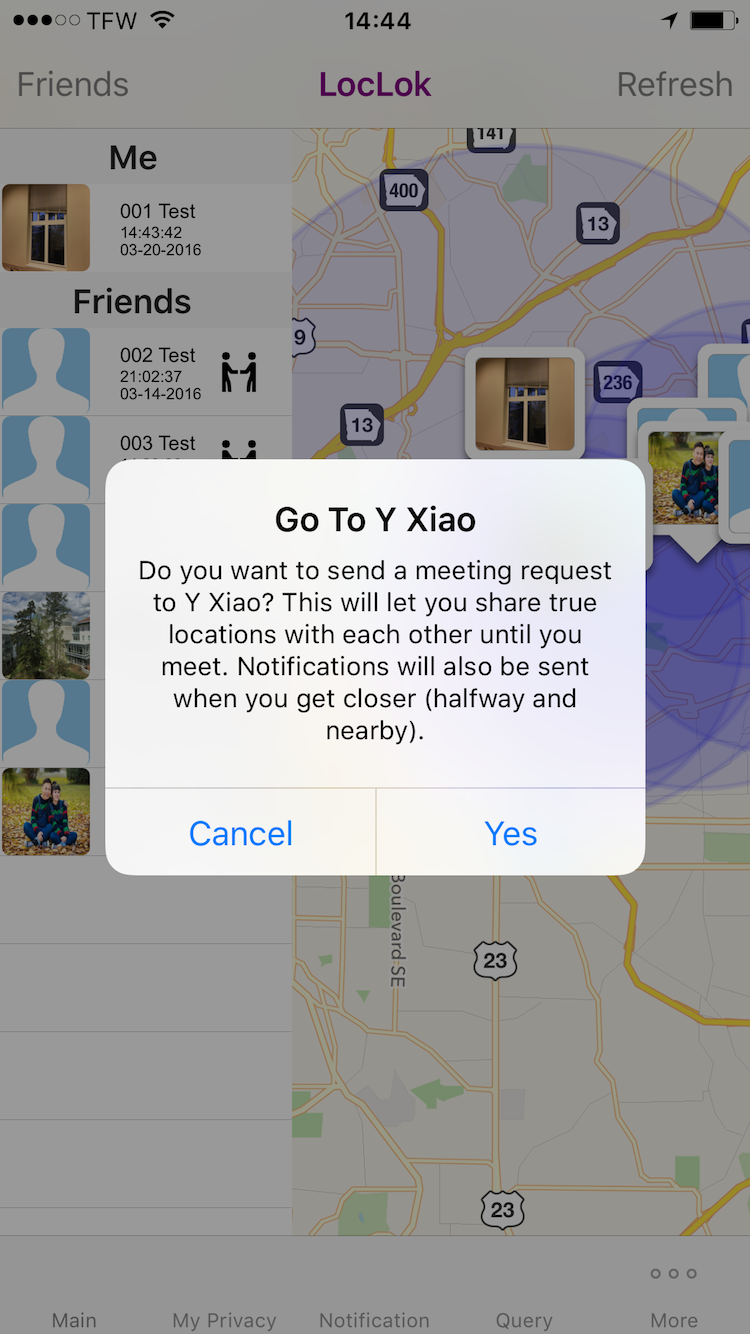 TFW
14:44
Friends
LocLok
Refresh
Me
001 Test
14:43:42
03-20-2016
Friends
002 Test
21:02:37
03-14-2016
003 Test
141
400
13
9
236
13
Go To Y Xiao
Do you want to send a meeting request
to Y Xiao? This will let you share true
locations with each other until you
meet. Notifications will also be sent
when you get closer (halfway and
nearby).
Cancel
Yes
Boulevard SE
23
23
Main
My Privacy
Notification
Query
More